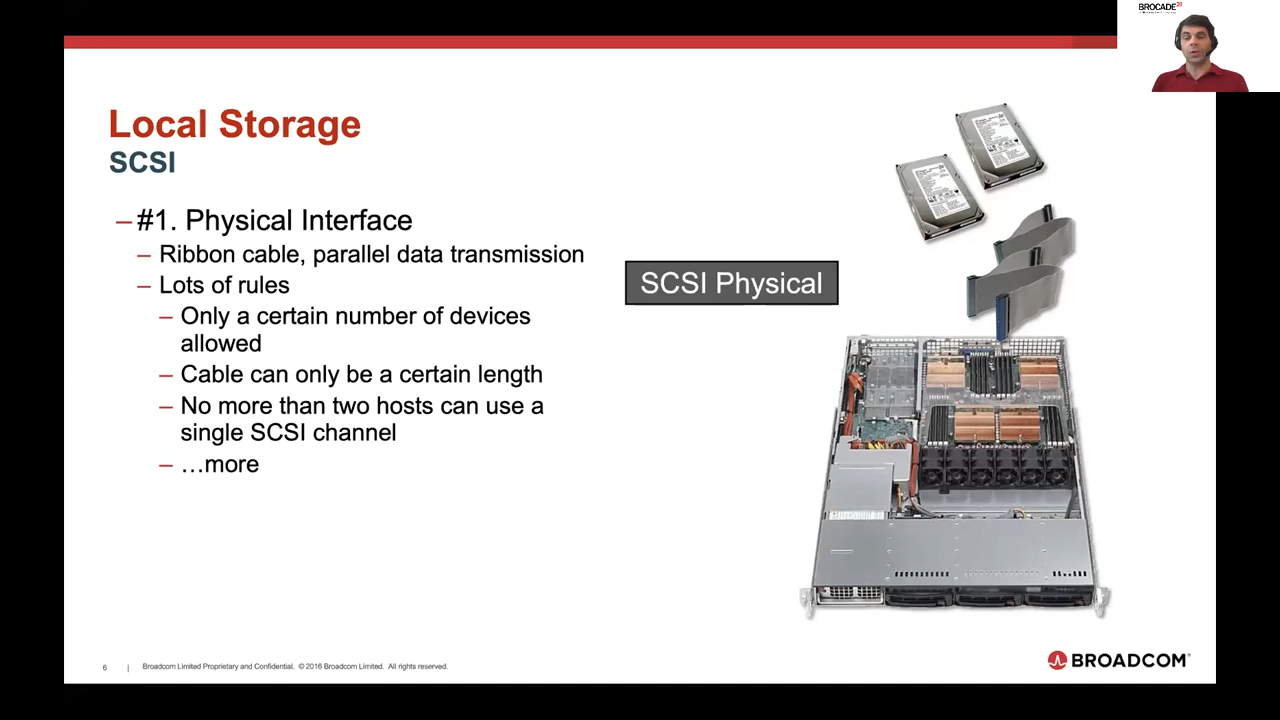 BROCADE
Local Storage
SCSI
– #1. Physical Interface
– Ribbon cable, parallel data transmission
– Lots of rules
– Only a certain number of devices
allowed
– Cable can only be a certain length
– No more than two hosts can use a
single SCSI channel
– …more
SCSI Physical
6 | Broadcom Limited Proprietary and Confidential. © 2016 Broadcom Limited. All rights reserved.
BROADCOM